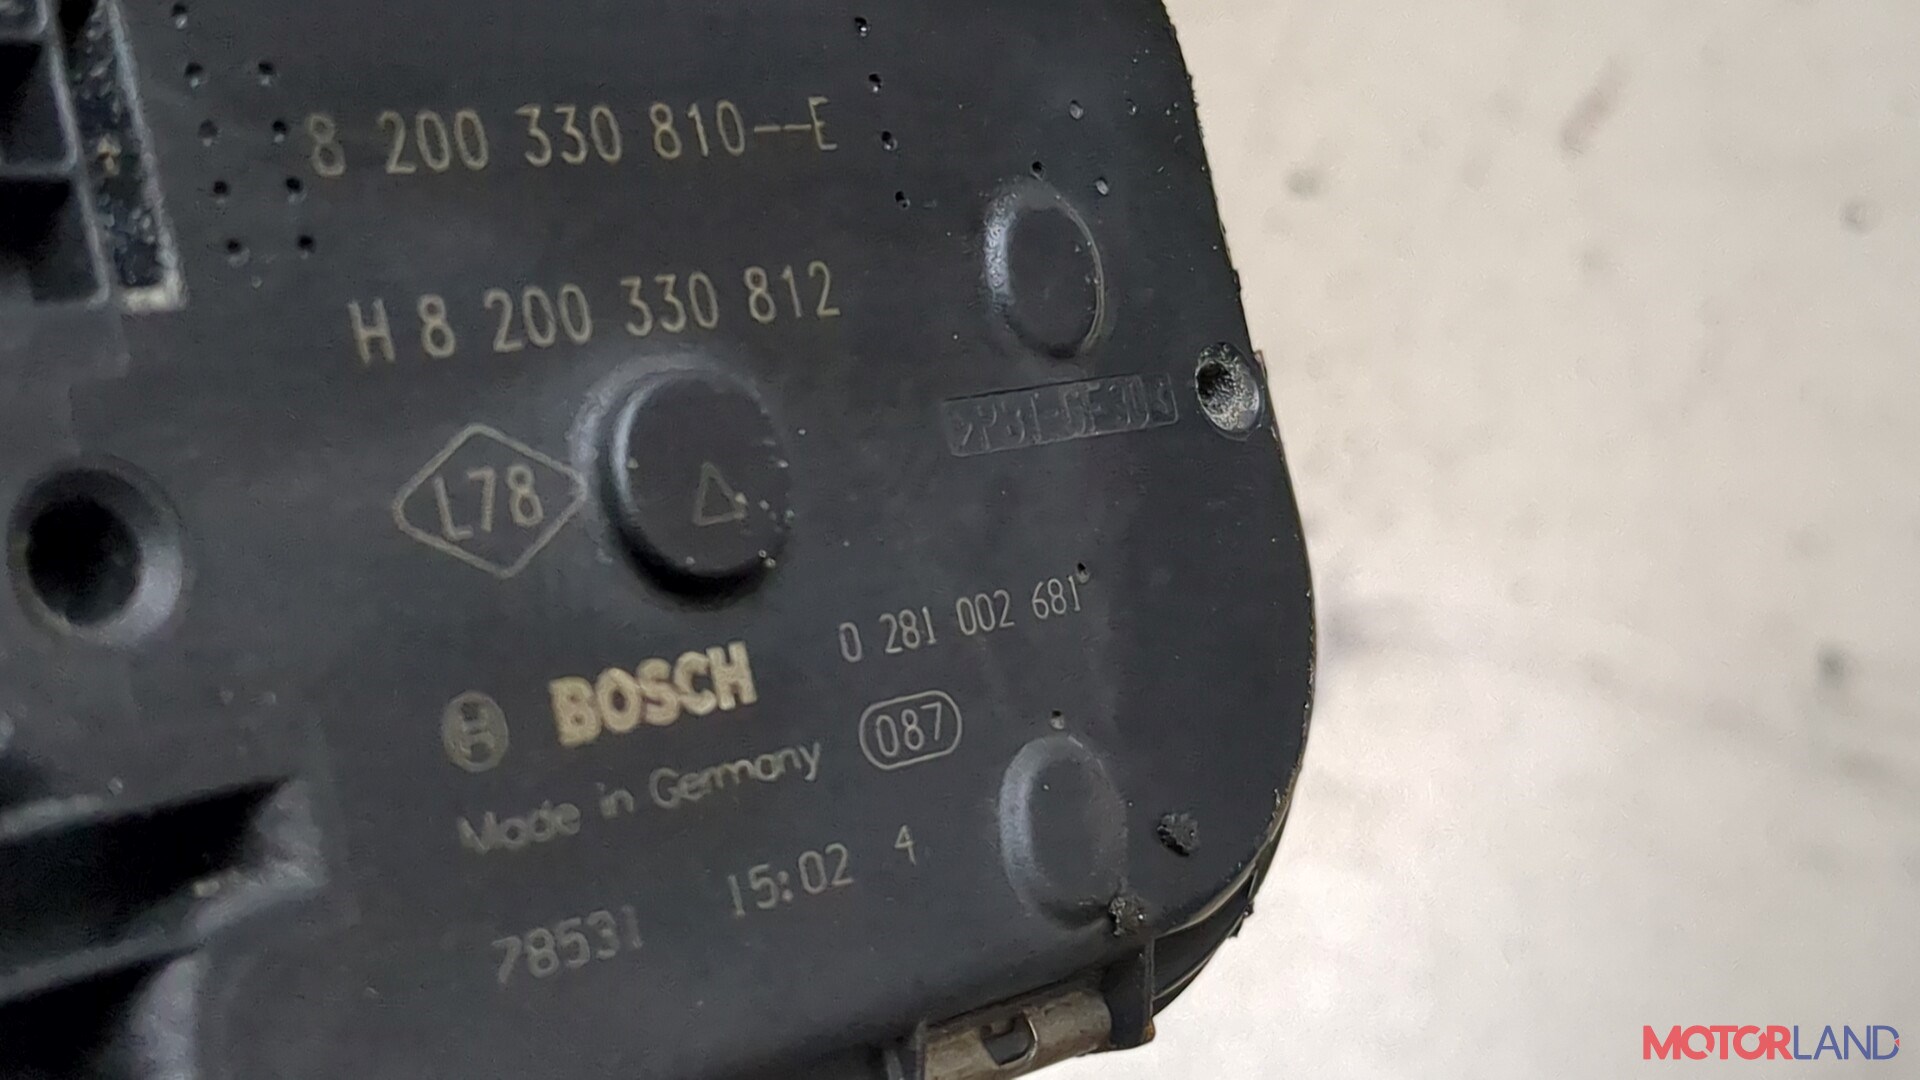 8 200 330 810--E
H 8 200 330 812
L78
BOSCH 0 281 002 681
Made in Germany 087
78531 15:02 4
MOTORLAND